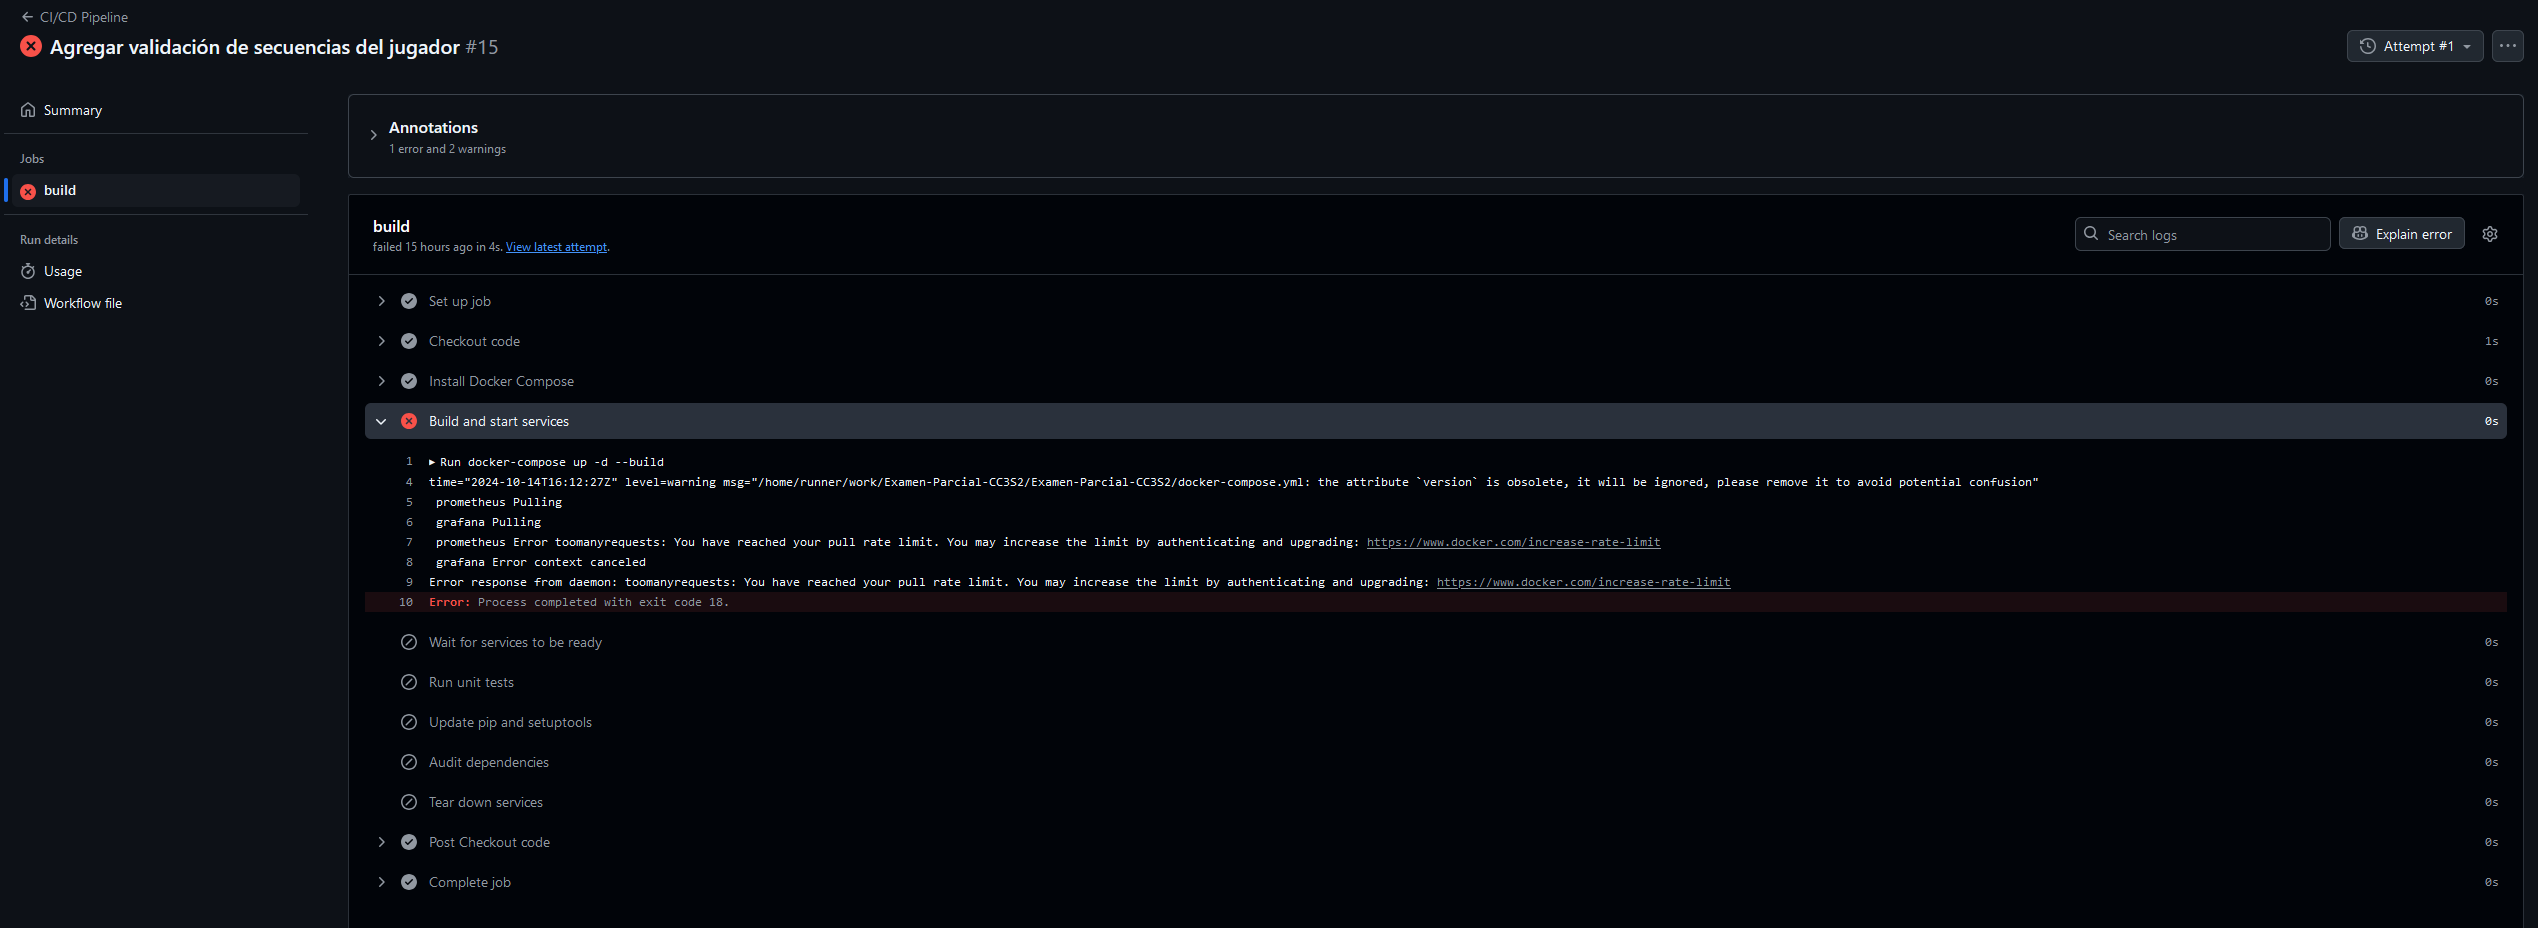 CI/CD Pipeline
Agregar validación de secuencias del jugador #15
Attempt #1
Summary
Jobs
build
Run details
Usage
Workflow file
Annotations
1 error and 2 warnings
build
failed 15 hours ago in 4s. View latest attempt.
Search logs
Explain error
Set up job 0s
Checkout code 1s
Install Docker Compose 0s
Build and start services 0s
1 Run docker-compose up -d --build
4 time="2024-10-14T16:12:27Z" level=warning msg="/home/runner/work/Examen-Parcial-CC3S2/Examen-Parcial-CC3S2/docker-compose.yml: the attribute `version` is obsolete, it will be ignored, please remove it to avoid potential confusion"
5 prometheus Pulling
6 grafana Pulling
7 prometheus Error toomanyrequests: You have reached your pull rate limit. You may increase the limit by authenticating and upgrading: https://www.docker.com/increase-rate-limit
8 grafana Error context canceled
9 Error response from daemon: toomanyrequests: You have reached your pull rate limit. You may increase the limit by authenticating and upgrading: https://www.docker.com/increase-rate-limit
10 Error: Process completed with exit code 18.
Wait for services to be ready 0s
Run unit tests 0s
Update pip and setuptools 0s
Audit dependencies 0s
Tear down services 0s
Post Checkout code 0s
Complete job 0s